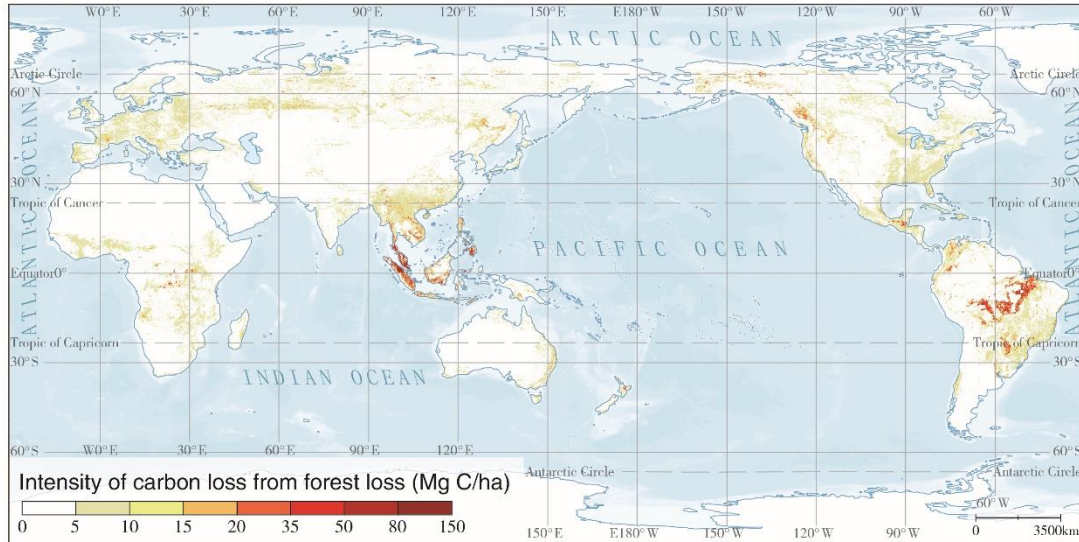 W0°E 30°E 60°E 90°E 120°E 150°E E180°W 150°W 120°W 90°W 60°W
ARCTIC OCEAN
Arctic Circle Arctic Circle
60°N 60°N
ATLANTIC OCEAN ATLANTIC OCEAN
30°N 30°N
Tropic of Cancer Tropic of Cancer
PACIFIC OCEAN
Equator0° Equator0°
Tropic of Capricorn Tropic of Capricorn
30°S 30°S
INDIAN OCEAN
60°S W0°E 30°E 60°E 90°E 120°E 60°S
Antarctic Circle Antarctic Circle
Intensity of carbon loss from forest loss (Mg C/ha)
0 5 10 15 20 35 50 80 150
150°E E180°W 150°W 120°W 90°W 60°W
0 3500km